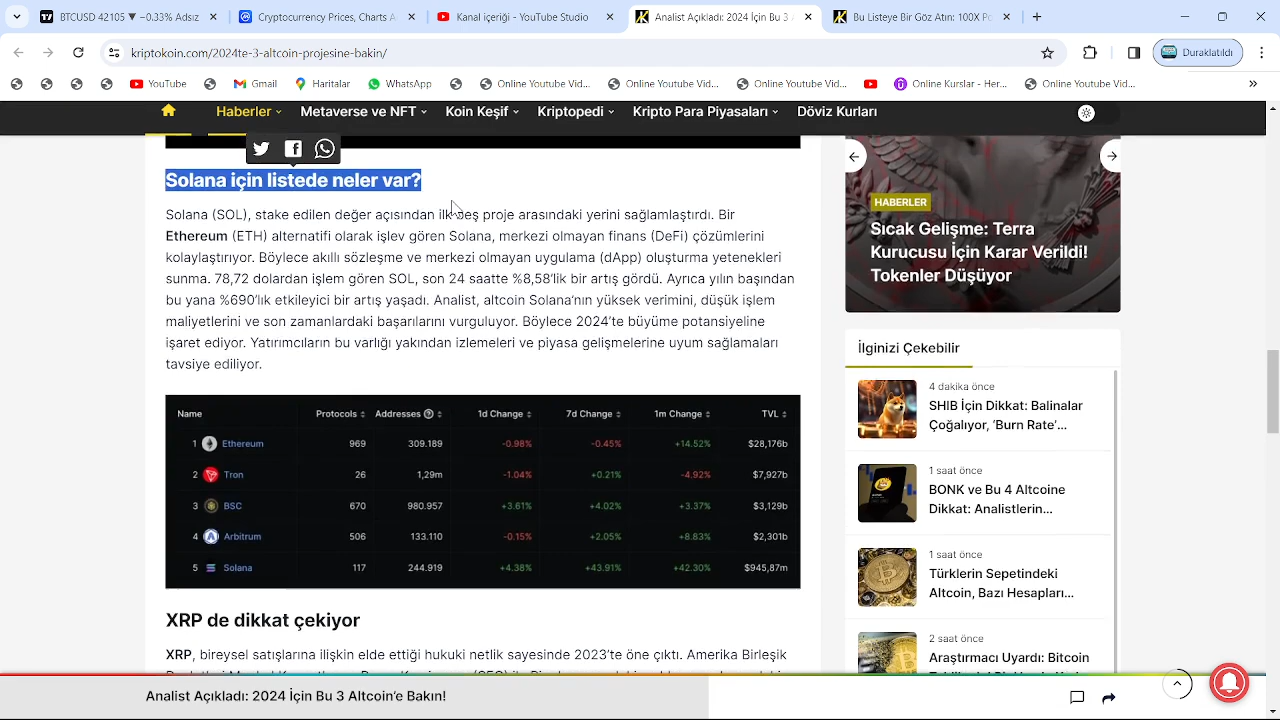 BTCUSD 42195 ▼ −0.43% Adsız
Kripto Para Fiyatları, Grafikleri
Kanal içeriği - YouTube Studio
Analist Açıkladı: 2024 İçin Bu 3
Bu Listeye Bir Göz Atın: 100X Po
kriptokoin.com/2024te-3-altcoin-projesine-bakin/
Duraklatıldı
YouTube
Gmail
Haritalar
WhatsApp
Online Youtube Vid...
Online Youtube Vid...
Online Youtube Vid...
Online Kurslar - Her...
Online Youtube Vid...
Haberler
Metaverse ve NFT
Koin Keşif
Kriptopedi
Kripto Para Piyasaları
Döviz Kurları
Solana için listede neler var?
Solana (SOL), stake edilen değer açısından ilk beş proje arasındaki yerini sağlamlaştırdı. Bir
Ethereum (ETH) alternatifi olarak işlev gören Solana, merkezi olmayan finans (DeFi) çözümlerini
kolaylaştırıyor. Böylece akıllı sözleşme ve merkezi olmayan uygulama (dApp) oluşturma yetenekleri
sunma. 78,72 dolardan işlem gören SOL, son 24 saatte %8,58'lik bir artış gördü. Ayrıca yılın başından
bu yana %690'lık etkileyici bir artış yaşadı. Analist, altcoin Solana'nın yüksek verimini, düşük işlem
maliyetlerini ve son zamanlardaki başarılarını vurguluyor. Böylece 2024'te büyüme potansiyeline
işaret ediyor. Yatırımcıların bu varlığı yakından izlemeleri ve piyasa gelişmelerine uyum sağlamaları
tavsiye ediliyor.
Name Protocols Addresses 1d Change 7d Change 1m Change TVL
1 Ethereum 969 309.189 -0.98% -0.45% +14.52% $28,176b
2 Tron 26 1,29m -1.04% +0.21% -4.92% $7,927b
3 BSC 670 980.957 +3.61% +4.02% +3.37% $3,129b
4 Arbitrum 506 133.110 -0.15% +2.05% +8.83% $2,301b
5 Solana 117 244.919 +4.38% +43.91% +42.30% $945,87m
XRP de dikkat çekiyor
XRP, bireysel satışlarına ilişkin elde ettiği hukuki netlik sayesinde 2023'te öne çıktı. Amerika Birleşik
HABERLER
Sıcak Gelişme: Terra
Kurucusu İçin Karar Verildi!
Tokenler Düşüyor
İlginizi Çekebilir
4 dakika önce
SHIB İçin Dikkat: Balinalar
Çoğalıyor, 'Burn Rate'...
1 saat önce
BONK ve Bu 4 Altcoine
Dikkat: Analistlerin...
1 saat önce
Türklerin Sepetindeki
Altcoin, Bazı Hesapları...
2 saat önce
Araştırmacı Uyardı: Bitcoin
Analist Açıkladı: 2024 İçin Bu 3 Altcoin'e Bakın!